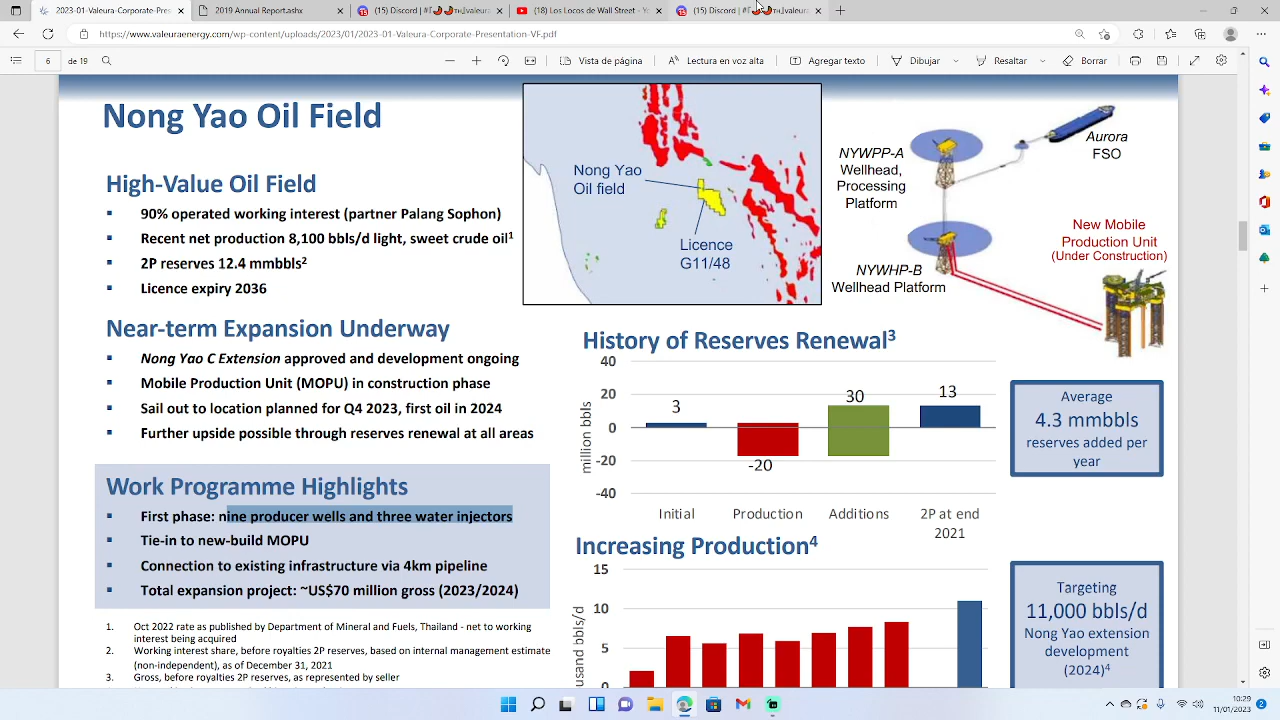 2023-01-Valeura-Corporate-Pres
2019 Annual Reportasx
(15) Discord | #
valeura
(18) Los Locos de Wall Street - Yo
(15) Discord | #
valeura
https://www.valeuraenergy.com/wp-content/uploads/2023/01/2023-01-Valeura-Corporate-Presentation-VF.pdf
6 de 19
Vista de página
Lectura en voz alta
Agregar texto
Dibujar
Resaltar
Borrar
Nong Yao Oil Field
High-Value Oil Field
▪ 90% operated working interest (partner Palang Sophon)
▪ Recent net production 8,100 bbls/d light, sweet crude oil1
▪ 2P reserves 12.4 mmbbls2
▪ Licence expiry 2036
Near-term Expansion Underway
▪ Nong Yao C Extension approved and development ongoing
▪ Mobile Production Unit (MOPU) in construction phase
▪ Sail out to location planned for Q4 2023, first oil in 2024
▪ Further upside possible through reserves renewal at all areas
Work Programme Highlights
▪ First phase: nine producer wells and three water injectors
▪ Tie-in to new-build MOPU
▪ Connection to existing infrastructure via 4km pipeline
▪ Total expansion project: ~US$70 million gross (2023/2024)
1. Oct 2022 rate as published by Department of Mineral and Fuels, Thailand - net to working
interest being acquired
2. Working interest share, before royalties 2P reserves, based on internal management estimate
(non-independent), as of December 31, 2021
3. Gross, before royalties 2P reserves, as represented by seller
Nong Yao
Oil field
Licence
G11/48
NYWPP-A
Wellhead,
Processing
Platform
Aurora
FSO
NYWHP-B
Wellhead Platform
New Mobile
Production Unit
(Under Construction)
History of Reserves Renewal3
million bbls
40
20
0
-20
-40
3
-20
30
13
Initial
Production
Additions
2P at end
2021
Average
4.3 mmbbls
reserves added per
year
Increasing Production4
usand bbls/d
15
10
5
0
Targeting
11,000 bbls/d
Nong Yao extension
development
(2024)4
10:29
11/01/2023
2